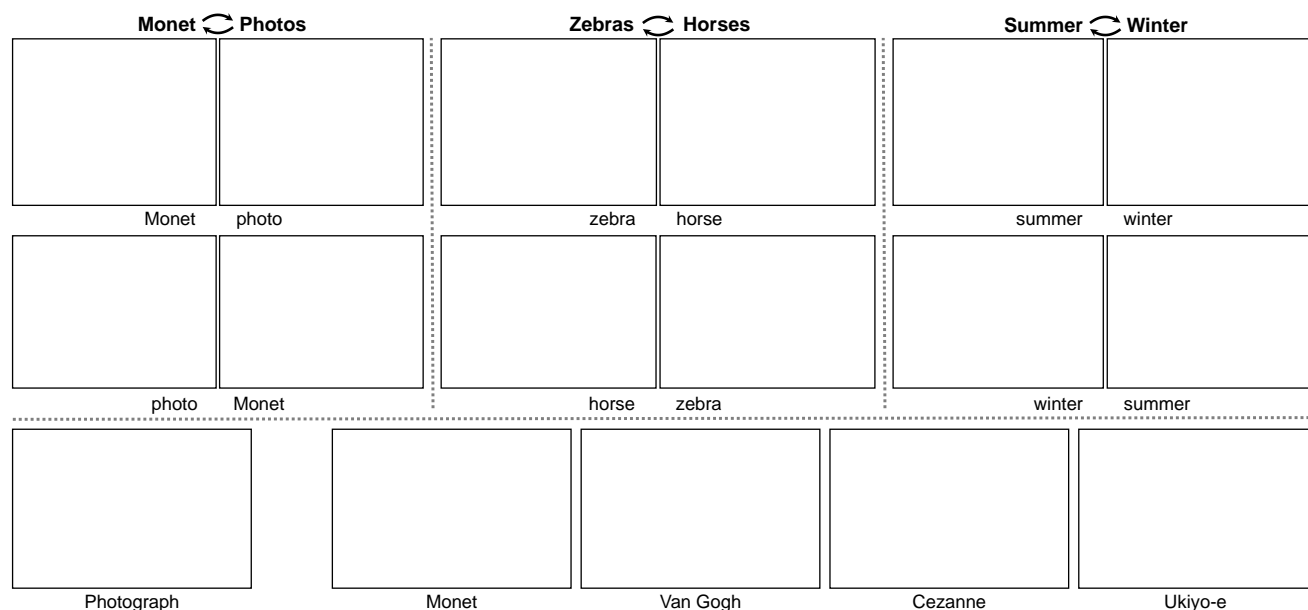 Monet Photos
Zebras Horses
Summer Winter
Monet photo
zebra horse
summer winter
photo Monet
horse zebra
winter summer
Photograph
Monet
Van Gogh
Cezanne
Ukiyo-e